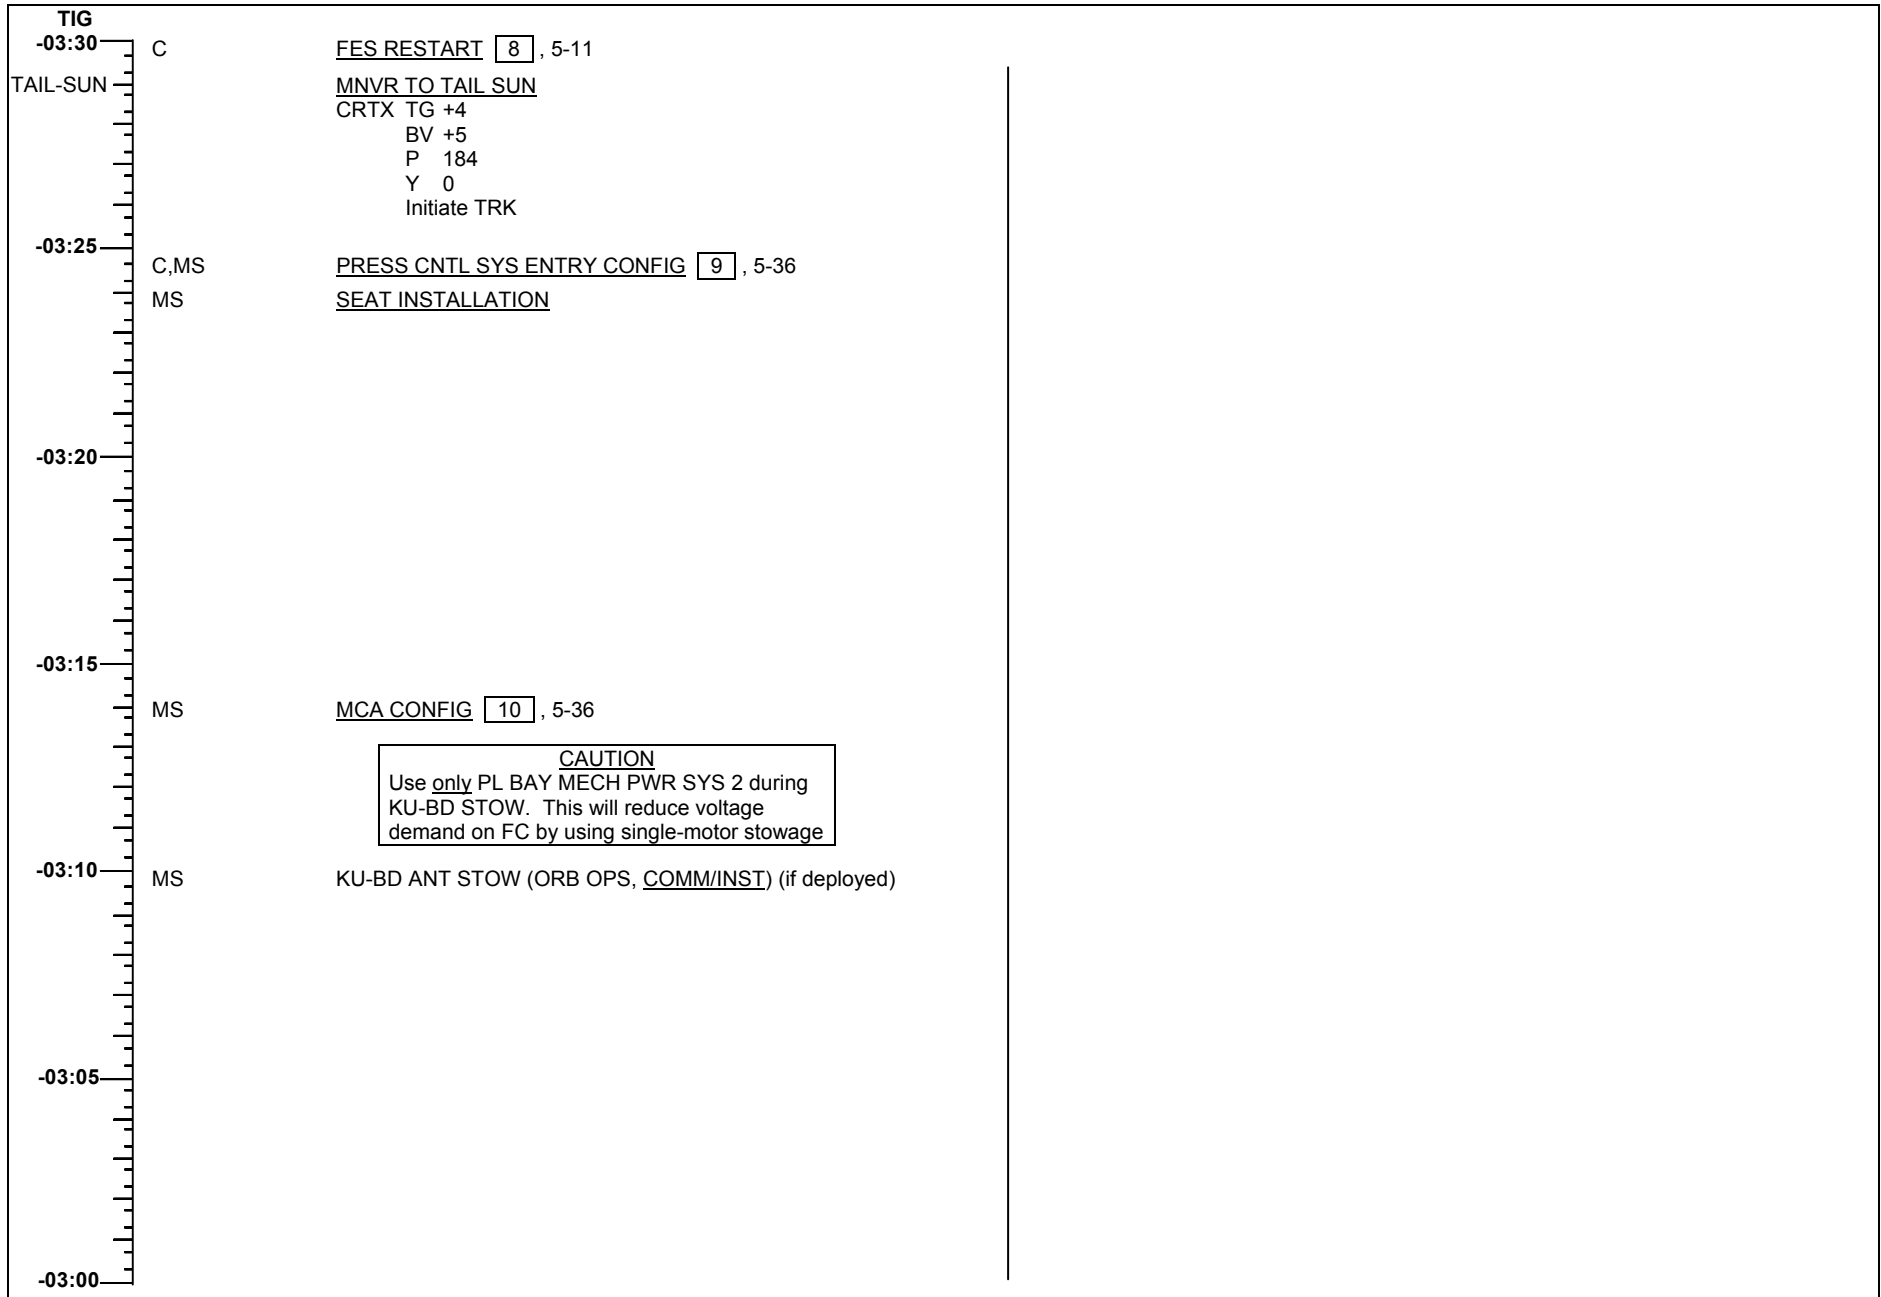 TIG
-03:30
C FES RESTART 8 , 5-11
TAIL-SUN MNVR TO TAIL SUN
CRTX TG +4
BV +5
P 184
Y 0
Initiate TRK
-03:25
C,MS PRESS CNTL SYS ENTRY CONFIG 9 , 5-36
MS SEAT INSTALLATION
-03:20
-03:15
MS MCA CONFIG 10 , 5-36
CAUTION
Use only PL BAY MECH PWR SYS 2 during
KU-BD STOW. This will reduce voltage
demand on FC by using single-motor stowage
-03:10
MS KU-BD ANT STOW (ORB OPS, COMM/INST) (if deployed)
-03:05
-03:00